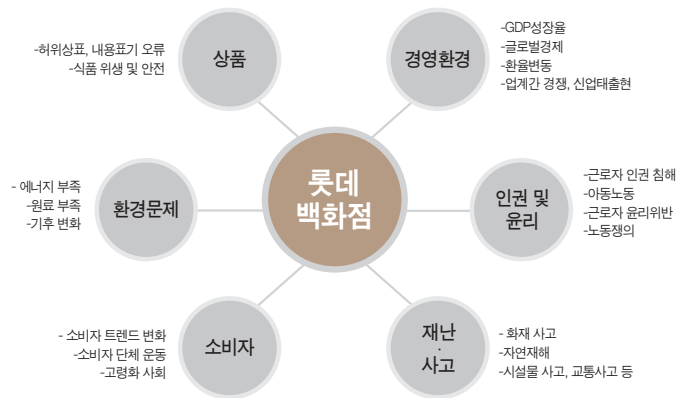 -허위상표, 내용표기 오류
-식품 위생 및 안전
상품
경영환경
-GDP성장율
-글로벌경제
-환율변동
-업계간 경쟁, 신업태출현
롯데
백화점
- 에너지 부족
-원료 부족
-기후 변화
환경문제
인권 및
윤리
-근로자 인권 침해
-아동노동
-근로자 윤리위반
-노동쟁의
- 소비자 트렌드 변화
-소비자 단체 운동
-고령화 사회
소비자
재난
·
사고
- 화재 사고
-자연재해
-시설물 사고, 교통사고 등